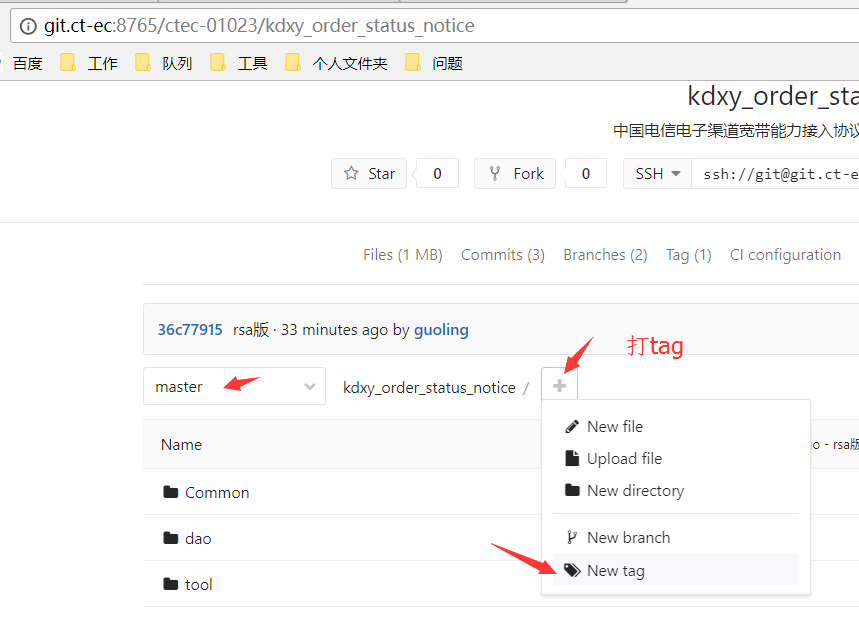 git.ct-ec:8765/ctec-01023/kdxy_order_status_notice
百度 工作 队列 工具 个人文件夹 问题
kdxy_order_sta
中国电信电子渠道宽带能力接入协议
Star 0 Fork 0 SSH ssh://git@git.ct-e
Files (1 MB) Commits (3) Branches (2) Tag (1) CI configuration
36c77915 rsa版 · 33 minutes ago by guoling
打tag
master kdxy_order_status_notice /
New file
Name
Upload file
New directory
Common
dao
New branch
New tag
tool